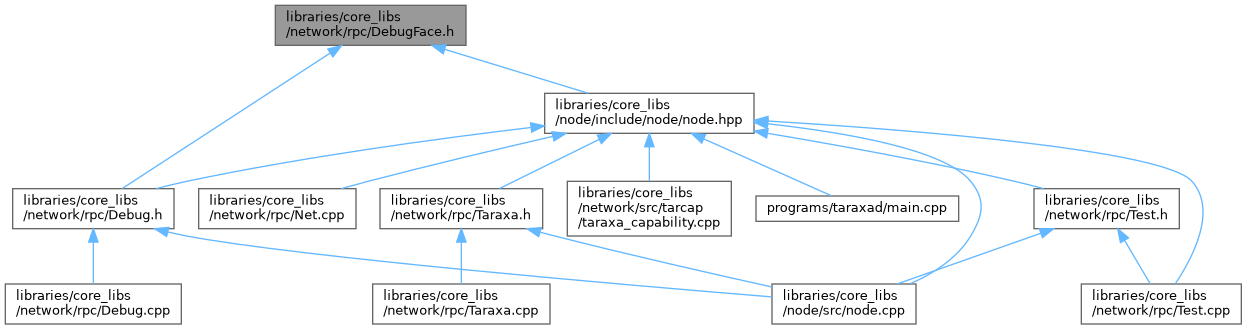 libraries/core_libs
/network/rpc/DebugFace.h
libraries/core_libs
/node/include/node/node.hpp
libraries/core_libs
/network/rpc/Debug.h
libraries/core_libs
/network/rpc/Net.cpp
libraries/core_libs
/network/rpc/Taraxa.h
libraries/core_libs
/network/src/tarcap
/taraxa_capability.cpp
programs/taraxad/main.cpp
libraries/core_libs
/network/rpc/Test.h
libraries/core_libs
/network/rpc/Debug.cpp
libraries/core_libs
/network/rpc/Taraxa.cpp
libraries/core_libs
/node/src/node.cpp
libraries/core_libs
/network/rpc/Test.cpp